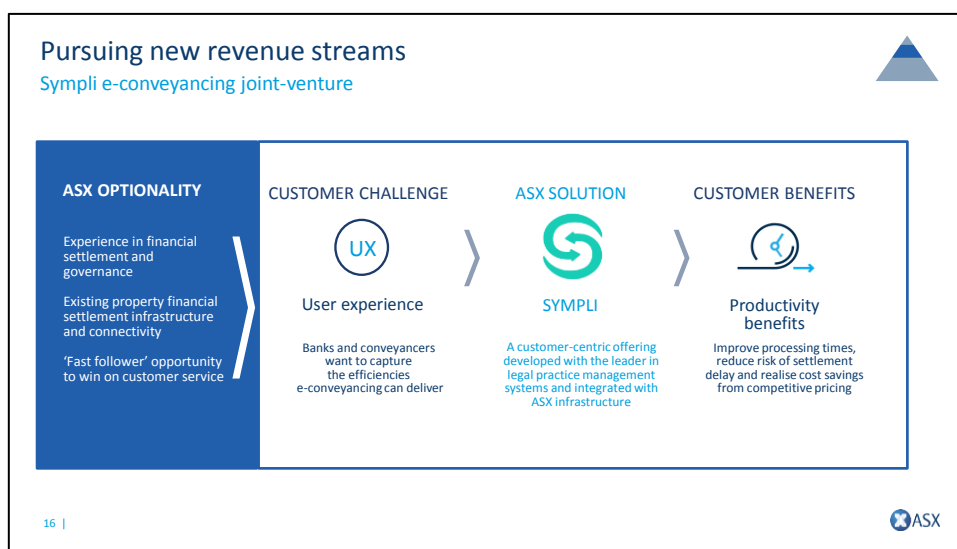 Pursuing new revenue streams
Sympli e-conveyancing joint-venture
ASX OPTIONALITY
Experience in financial
settlement and
governance
Existing property financial
settlement infrastructure
and connectivity
‘Fast follower’ opportunity
to win on customer service
CUSTOMER CHALLENGE
UX
User experience
Banks and conveyancers
want to capture
the efficiencies
e-conveyancing can deliver
ASX SOLUTION
SYMPLI
A customer-centric offering
developed with the leader in
legal practice management
systems and integrated with
ASX infrastructure
CUSTOMER BENEFITS
Productivity
benefits
Improve processing times,
reduce risk of settlement
delay and realise cost savings
from competitive pricing
16 |
ASX